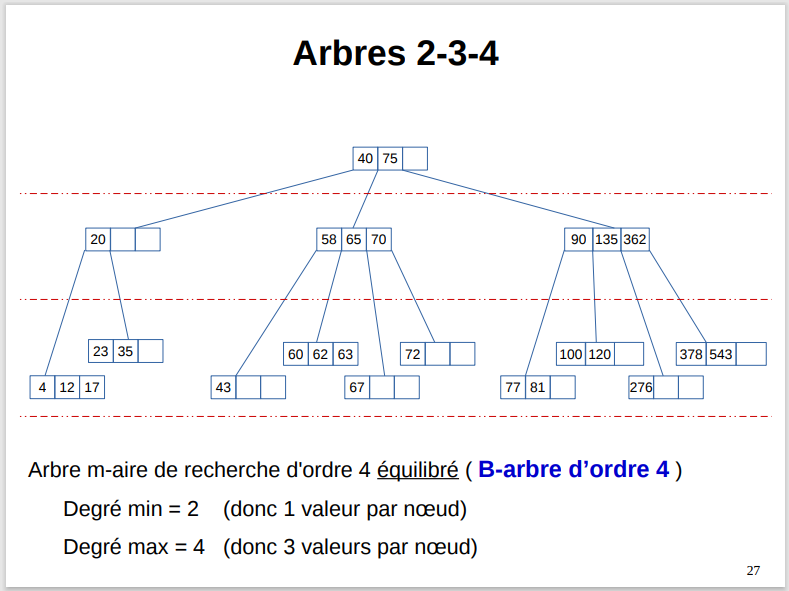 Arbres 2-3-4
40 75
20
58 65 70
90 135 362
23 35
60 62 63
72
100 120
378 543
4 12 17
43
67
77 81
276
Arbre m-aire de recherche d'ordre 4 équilibré ( B-arbre d’ordre 4 )
Degré min = 2 (donc 1 valeur par nœud)
Degré max = 4 (donc 3 valeurs par nœud)
27